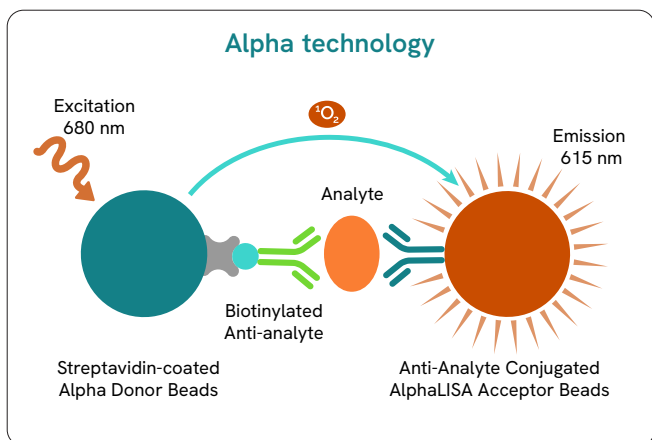 Alpha technology
Excitation
680 nm
¹O₂
Emission
615 nm
Analyte
Biotinylated
Anti-analyte
Streptavidin-coated
Alpha Donor Beads
Anti-Analyte Conjugated
AlphaLISA Acceptor Beads